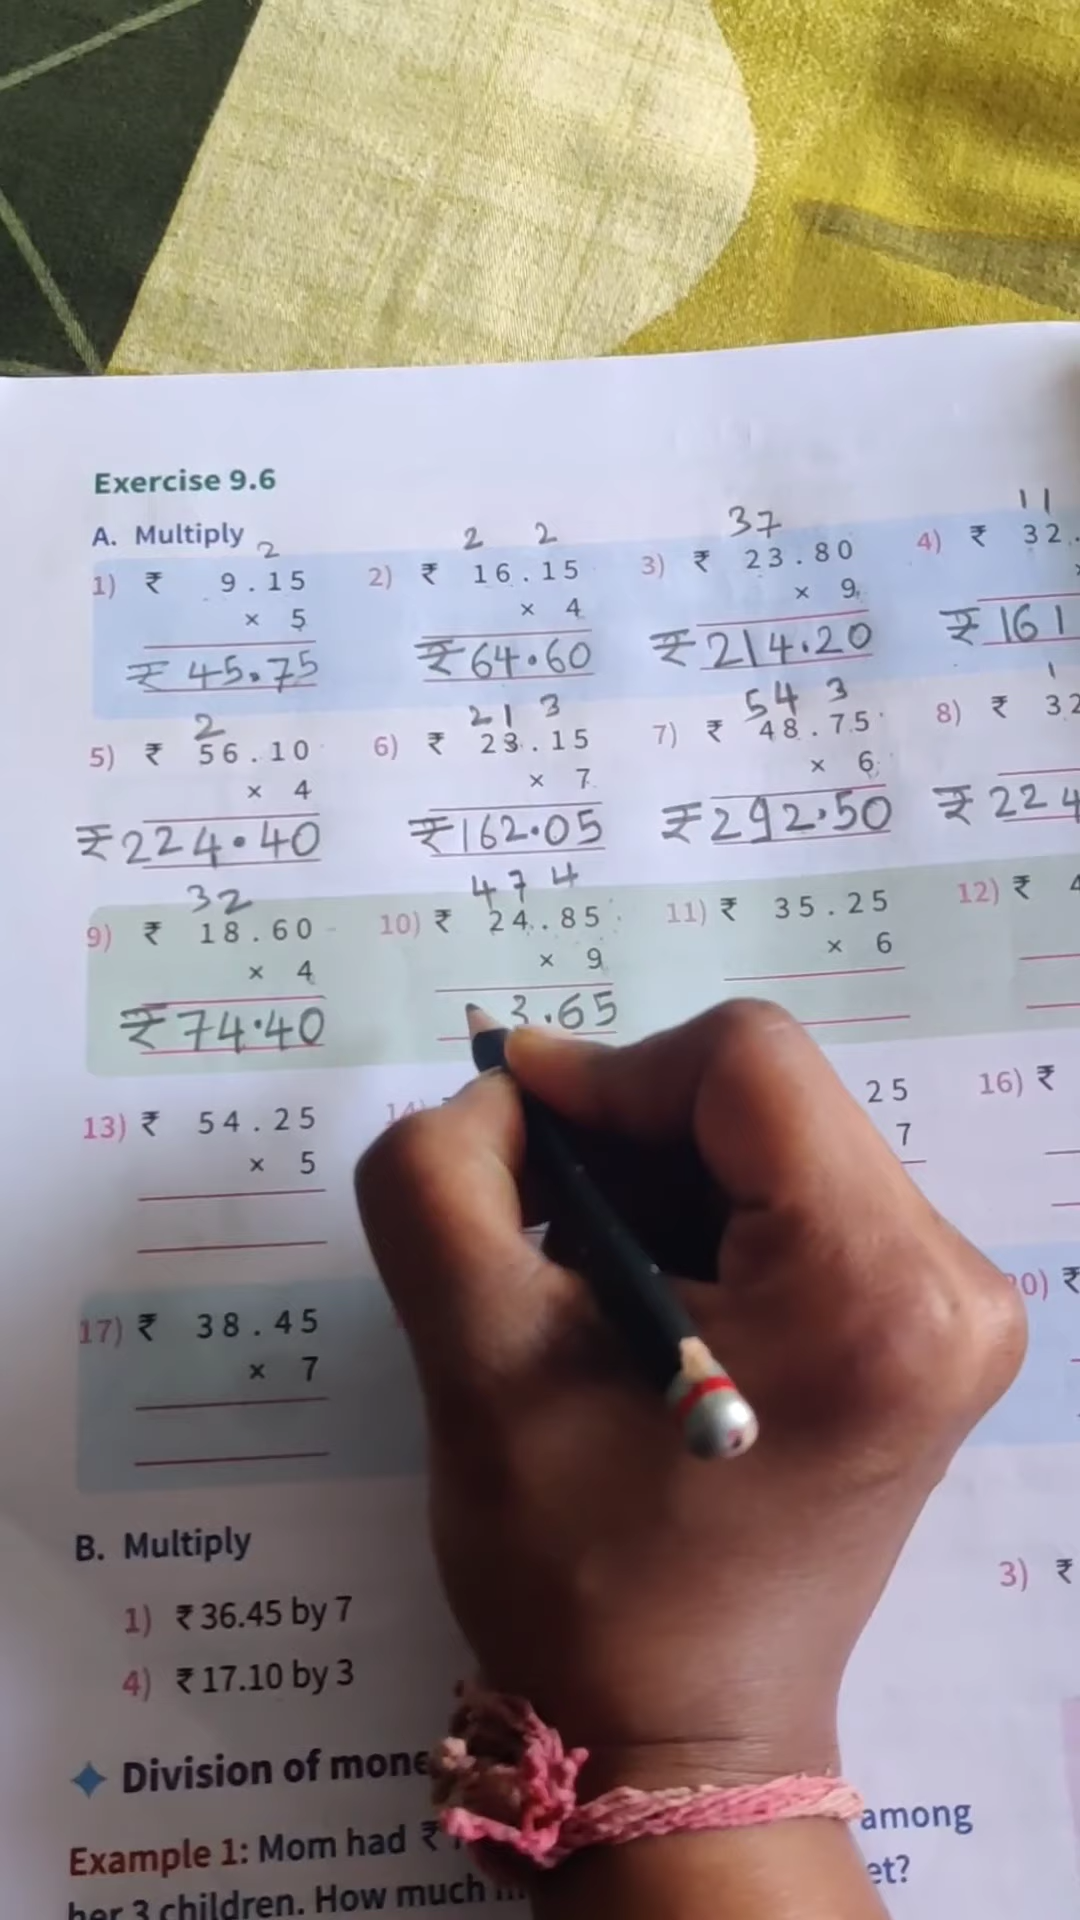 Exercise 9.6
A. Multiply
2
2 2
37
11
1) ₹ 9.15
2) ₹ 16.15
3) ₹ 23.80
4) ₹ 32.
× 5
× 4
× 9
₹ 45.75
₹ 64.60
₹ 214.20
₹ 161
2
21 3
54 3
1
5) ₹ 56.10
6) ₹ 23.15
7) ₹ 48.75
8) ₹ 32
× 4
× 7
× 6
₹224.40
₹162.05
₹292.50
₹224
32
47 4
9) ₹ 18.60
10) ₹ 24.85
11) ₹ 35.25
12) ₹ 4
× 4
× 9
× 6
₹74.40
3.65
13) ₹ 54.25
25
16) ₹
× 5
7
17) ₹ 38.45
0) ₹
× 7
B. Multiply
1) ₹ 36.45 by 7
3) ₹
4) ₹ 17.10 by 3
Division of mone
Example 1: Mom had ₹ among
her 3 children. How much et?